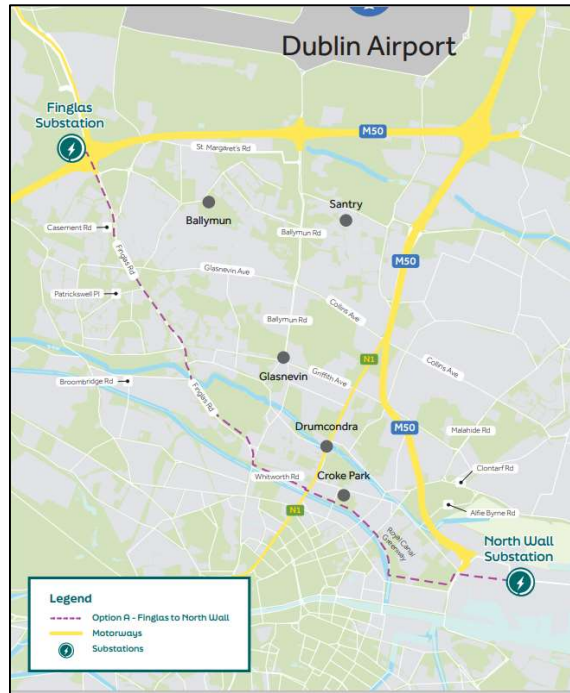 Dublin Airport
Finglas
Substation
M50
St. Margaret's Rd
Ballymun
Santry
Casement Rd
Ballymun Rd
Finglas Rd
Glasnevin Ave
M50
Patrickswell Pl
Collins Ave
Ballymun Rd
N1
Collins Ave
Glasnevin
Griffith Ave
Broombridge Rd
Finglas Rd
Drumcondra
M50
Malahide Rd
Whitworth Rd
Croke Park
Clontarf Rd
N1
Alfie Byrne Rd
Royal Canal
Greenway
North Wall
Substation
Legend
Option A - Finglas to North Wall
Motorways
Substations